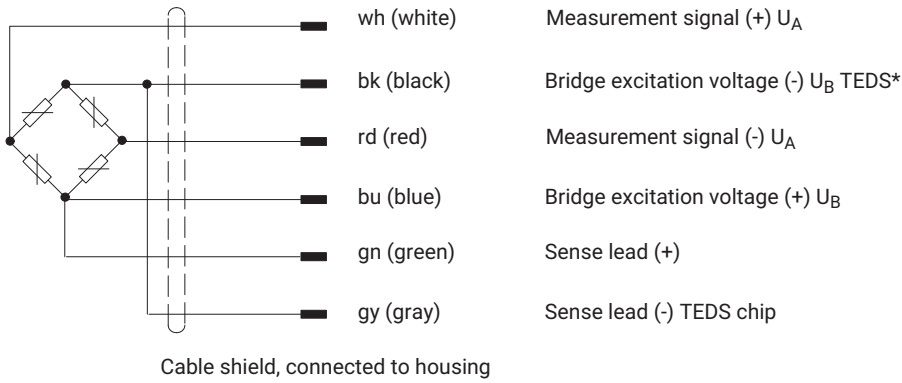 wh (white) Measurement signal (+) U_A
bk (black) Bridge excitation voltage (-) U_B TEDS*
rd (red) Measurement signal (-) U_A
bu (blue) Bridge excitation voltage (+) U_B
gn (green) Sense lead (+)
gy (gray) Sense lead (-) TEDS chip
Cable shield, connected to housing